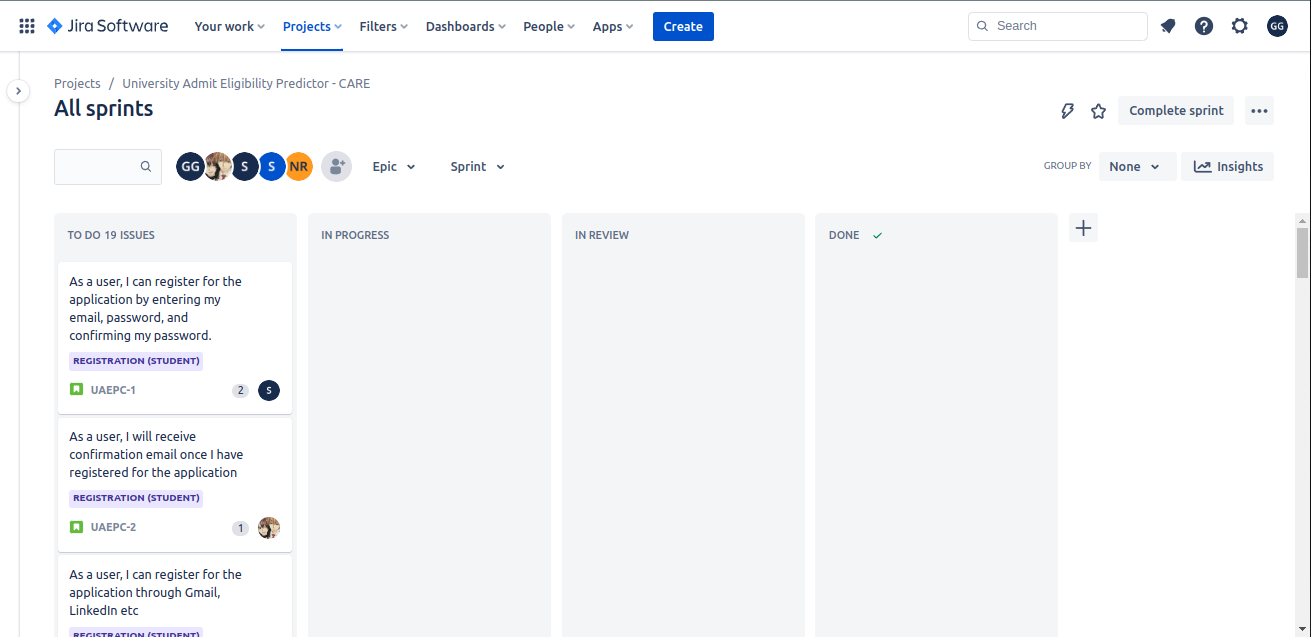 Jira Software Your work Projects Filters Dashboards People Apps Create Search GG
Projects / University Admit Eligibility Predictor - CARE
All sprints
Complete sprint
GG S S NR Epic Sprint GROUP BY None Insights
TO DO 19 ISSUES IN PROGRESS IN REVIEW DONE
As a user, I can register for the
application by entering my
email, password, and
confirming my password.
REGISTRATION (STUDENT)
UAEPC-1 2 S
As a user, I will receive
confirmation email once I have
registered for the application
REGISTRATION (STUDENT)
UAEPC-2 1
As a user, I can register for the
application through Gmail,
LinkedIn etc
REGISTRATION (STUDENT)